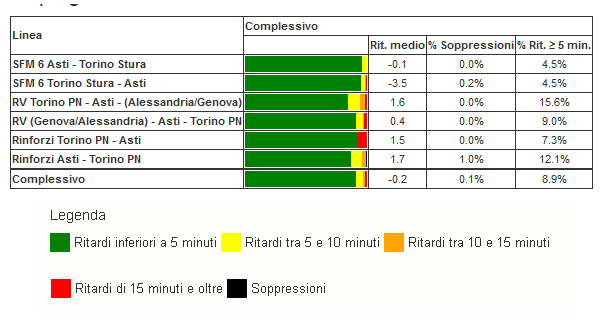 Linea Complessivo
Rit. medio % Soppressioni % Rit. ≥ 5 min.
SFM 6 Asti - Torino Stura -0.1 0.0% 4.5%
SFM 6 Torino Stura - Asti -3.5 0.2% 4.5%
RV Torino PN - Asti - (Alessandria/Genova) 1.6 0.0% 15.6%
RV (Genova/Alessandria) - Asti - Torino PN 0.4 0.0% 9.0%
Rinforzi Torino PN - Asti 1.5 0.0% 7.3%
Rinforzi Asti - Torino PN 1.7 1.0% 12.1%
Complessivo -0.2 0.1% 8.9%
Legenda
Ritardi inferiori a 5 minuti Ritardi tra 5 e 10 minuti Ritardi tra 10 e 15 minuti
Ritardi di 15 minuti e oltre Soppressioni